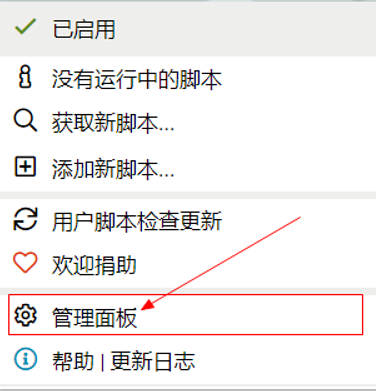 已启用
没有运行中的脚本
获取新脚本...
添加新脚本...
用户脚本检查更新
欢迎捐助
管理面板
帮助 | 更新日志